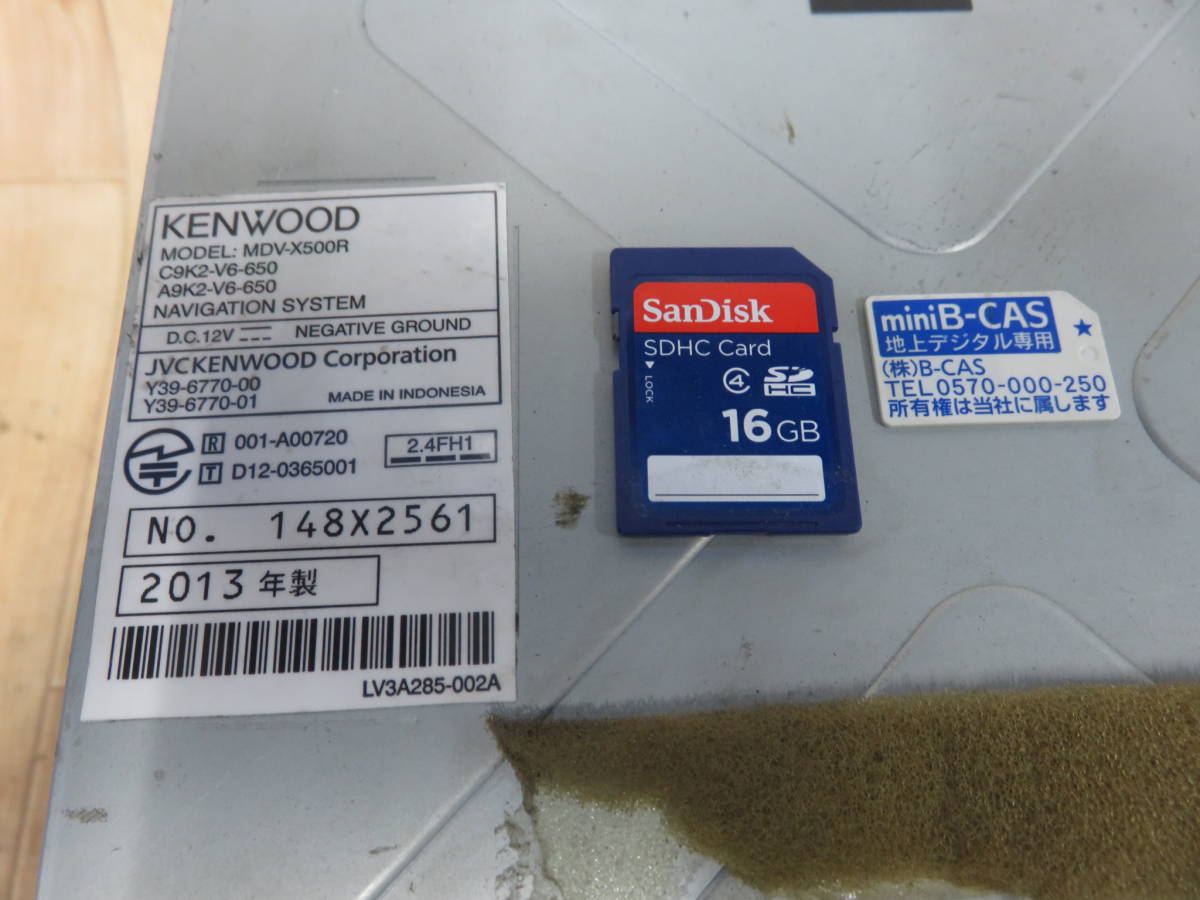 KENWOOD
MODEL: MDV-X500R
C9K2-V6-650
A9K2-V6-650
NAVIGATION SYSTEM
D.C.12V NEGATIVE GROUND
JVCKENWOOD Corporation
Y39-6770-00
Y39-6770-01 MADE IN INDONESIA
R 001-A00720
T D12-0365001
2.4FH1
NO. 148X2561
2013 年製
LV3A285-002A
SanDisk
SDHC Card
LOCK
4 SD HC
16 GB
miniB-CAS
地上デジタル専用
(株)B-CAS
TEL0570-000-250
所有権は当社に属します